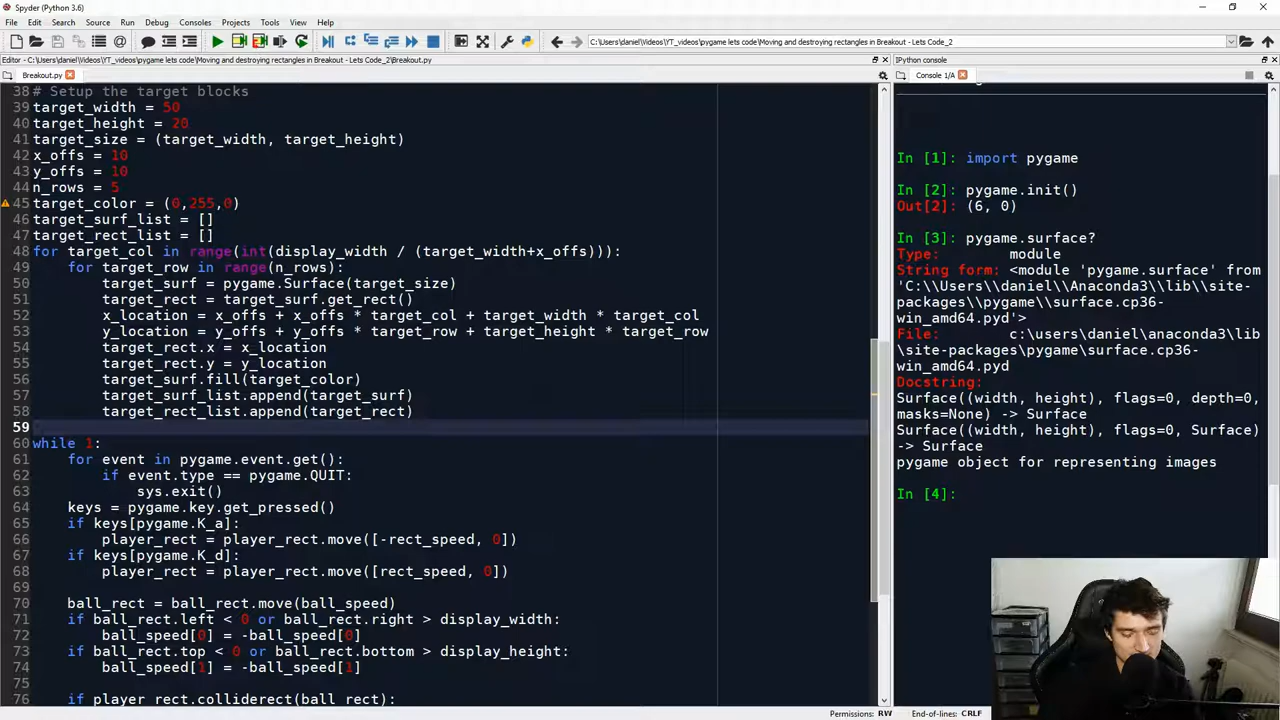 Spyder (Python 3.6)
File Edit Search Source Run Debug Consoles Projects Tools View Help
C:\Users\daniel\Videos\YT_videos\pygame lets code\Moving and destroying rectangles in Breakout - Lets Code_2
Editor - C:\Users\daniel\Videos\YT_videos\pygame lets code\Moving and destroying rectangles in Breakout - Lets Code_2\Breakout.py
Breakout.py
38 # Setup the target blocks
39 target_width = 50
40 target_height = 20
41 target_size = (target_width, target_height)
42 x_offs = 10
43 y_offs = 10
44 n_rows = 5
45 target_color = (0,255,0)
46 target_surf_list = []
47 target_rect_list = []
48 for target_col in range(int(display_width / (target_width+x_offs))):
49     for target_row in range(n_rows):
50         target_surf = pygame.Surface(target_size)
51         target_rect = target_surf.get_rect()
52         x_location = x_offs + x_offs * target_col + target_width * target_col
53         y_location = y_offs + y_offs * target_row + target_height * target_row
54         target_rect.x = x_location
55         target_rect.y = y_location
56         target_surf.fill(target_color)
57         target_surf_list.append(target_surf)
58         target_rect_list.append(target_rect)
59
60 while 1:
61     for event in pygame.event.get():
62         if event.type == pygame.QUIT:
63             sys.exit()
64     keys = pygame.key.get_pressed()
65     if keys[pygame.K_a]:
66         player_rect = player_rect.move([-rect_speed, 0])
67     if keys[pygame.K_d]:
68         player_rect = player_rect.move([rect_speed, 0])
69
70     ball_rect = ball_rect.move(ball_speed)
71     if ball_rect.left < 0 or ball_rect.right > display_width:
72         ball_speed[0] = -ball_speed[0]
73     if ball_rect.top < 0 or ball_rect.bottom > display_height:
74         ball_speed[1] = -ball_speed[1]
75
76     if player_rect.colliderect(ball_rect):
IPython console
Console 1/A
In [1]: import pygame
In [2]: pygame.init()
Out[2]: (6, 0)
In [3]: pygame.surface?
Type: module
String form: <module 'pygame.surface' from
'C:\\Users\\daniel\\Anaconda3\\lib\\site-
packages\\pygame\\surface.cp36-
win_amd64.pyd'>
File: c:\users\daniel\anaconda3\lib
\site-packages\pygame\surface.cp36-
win_amd64.pyd
Docstring:
Surface((width, height), flags=0, depth=0,
masks=None) -> Surface
Surface((width, height), flags=0, Surface)
-> Surface
pygame object for representing images
In [4]:
Permissions: RW End-of-lines: CRLF